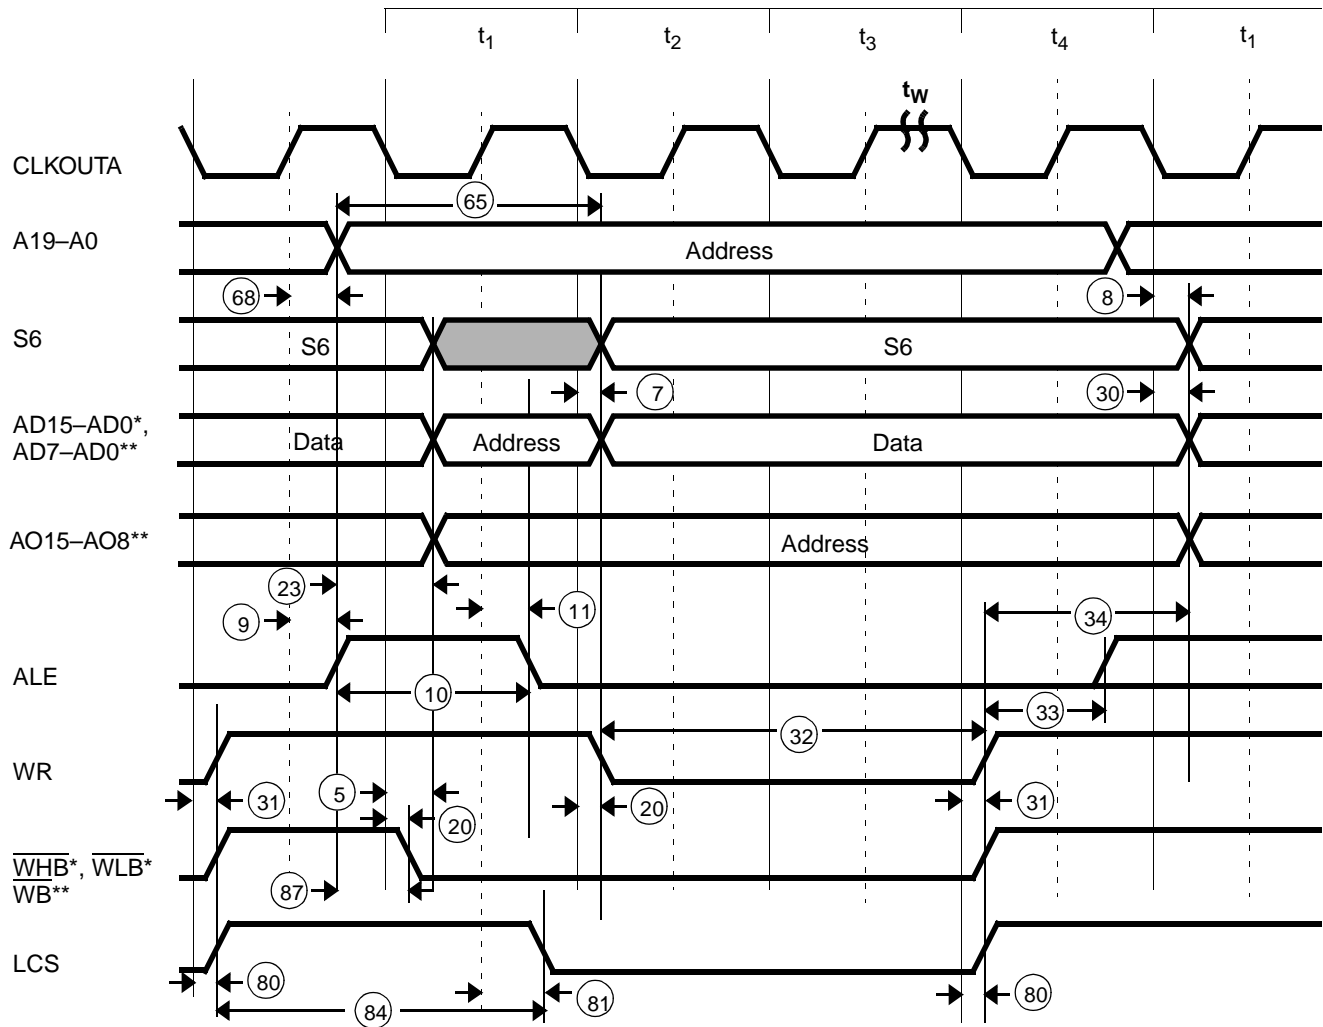 t1 t2 t3 t4 t1
tW
CLKOUTA
65
A19–A0
Address
68
8
S6
S6
S6
7
30
AD15–AD0*,
AD7–AD0**
Data
Address
Data
AO15–AO8**
Address
23
9
11
34
ALE
10
33
32
WR
31
5
20
20
31
WHB*, WLB*
WB**
87
LCS
80
84
81
80